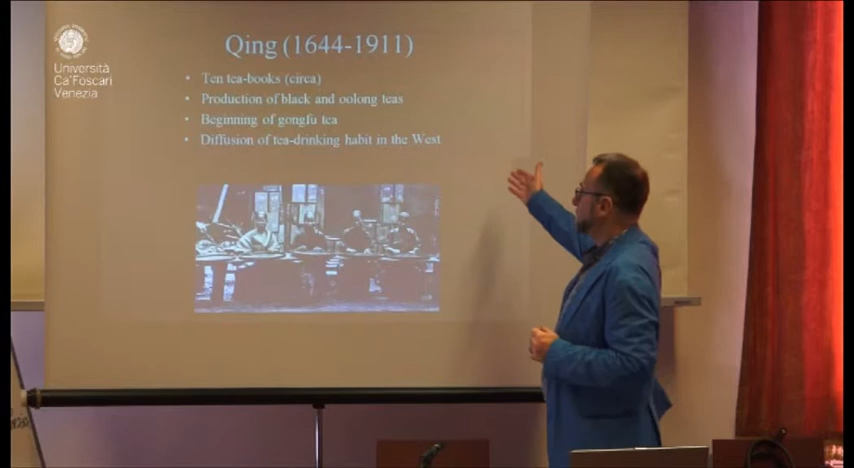 Università
Ca'Foscari
Venezia
Qing (1644-1911)
• Ten tea-books (circa)
• Production of black and oolong teas
• Beginning of gongfu tea
• Diffusion of tea-drinking habit in the West